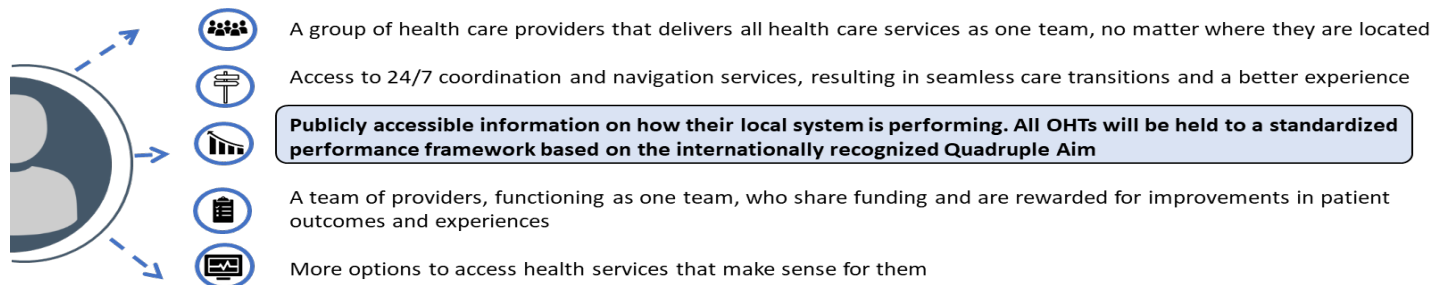 A group of health care providers that delivers all health care services as one team, no matter where they are located
Access to 24/7 coordination and navigation services, resulting in seamless care transitions and a better experience
Publicly accessible information on how their local system is performing. All OHTs will be held to a standardized
performance framework based on the internationally recognized Quadruple Aim
A team of providers, functioning as one team, who share funding and are rewarded for improvements in patient
outcomes and experiences
More options to access health services that make sense for them